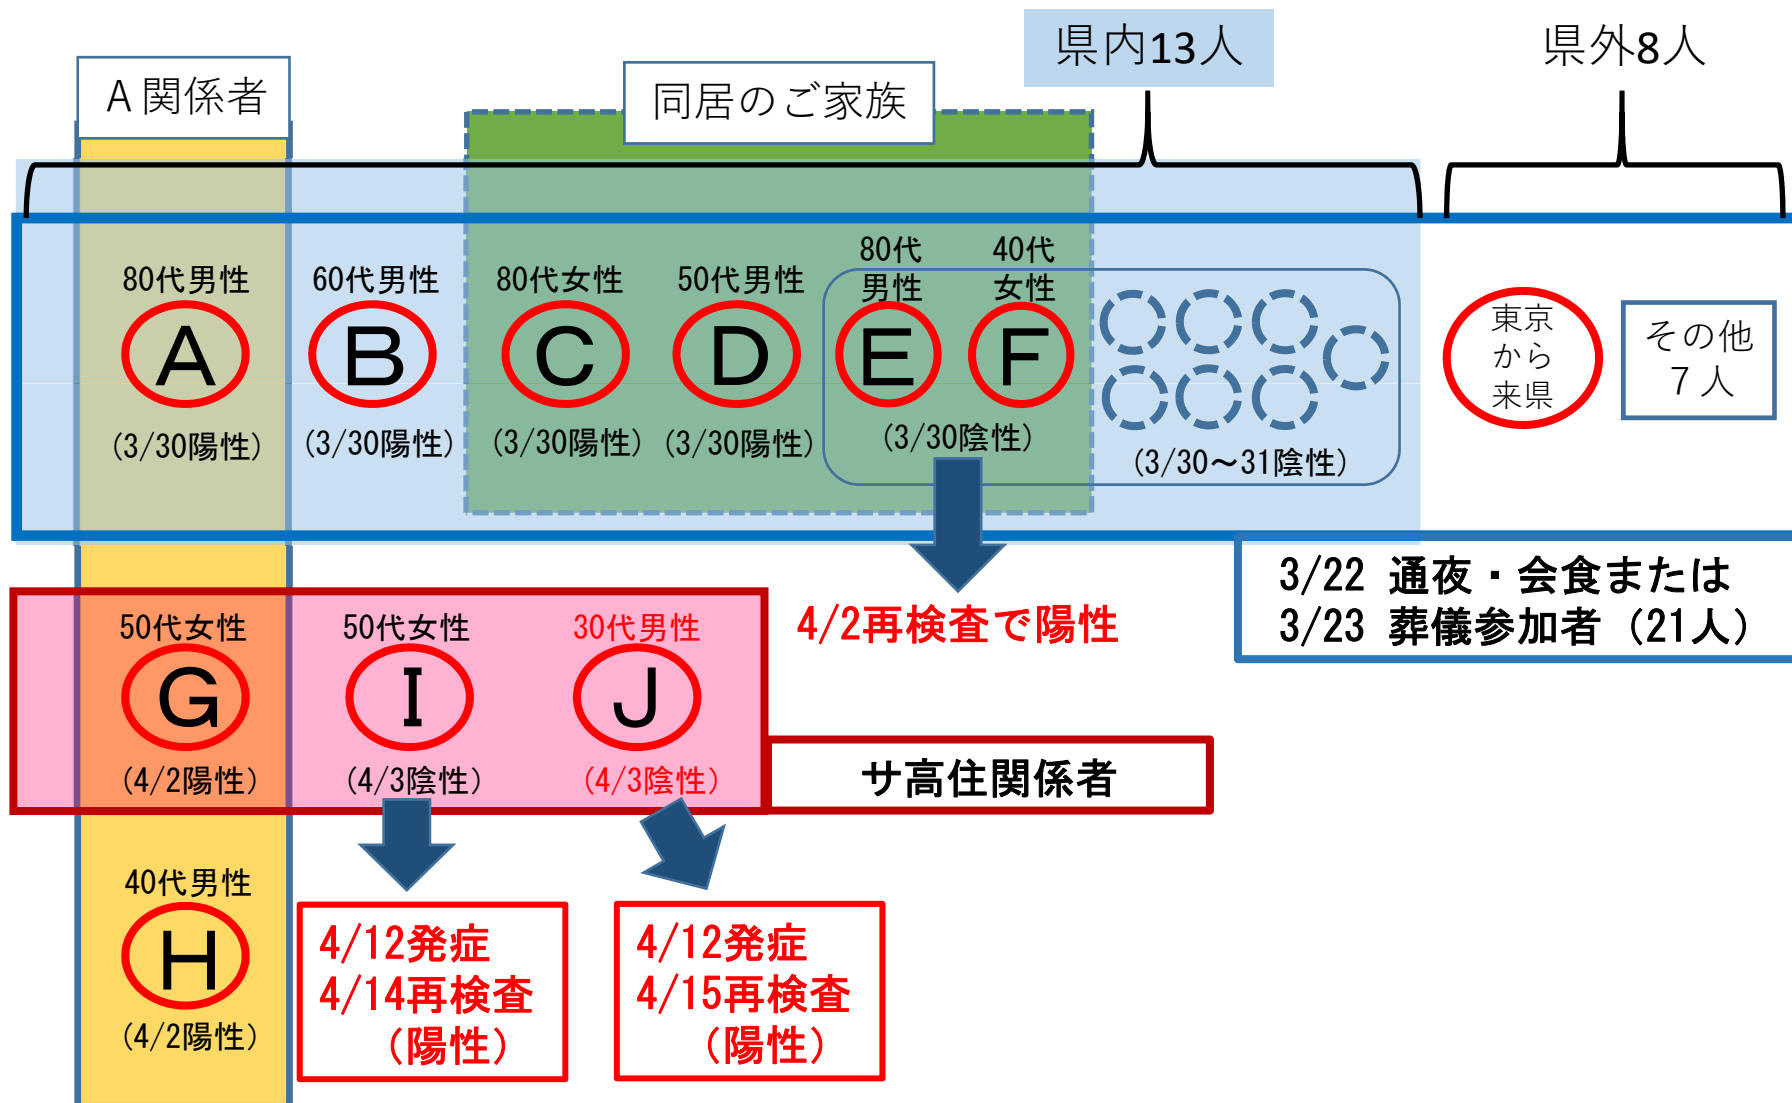 県内13人
県外8人
Ａ関係者
同居のご家族
80代男性
Ａ
(3/30陽性)
60代男性
Ｂ
(3/30陽性)
80代女性
Ｃ
(3/30陽性)
50代男性
Ｄ
(3/30陽性)
80代
男性
Ｅ
40代
女性
Ｆ
(3/30陰性)
(3/30～31陰性)
東京
から
来県
その他
７人
3/22 通夜・会食または
3/23 葬儀参加者（21人）
4/2再検査で陽性
50代女性
Ｇ
(4/2陽性)
50代女性
Ｉ
(4/3陰性)
30代男性
Ｊ
(4/3陰性)
サ高住関係者
40代男性
Ｈ
(4/2陽性)
4/12発症
4/14再検査
（陽性）
4/12発症
4/15再検査
（陽性）